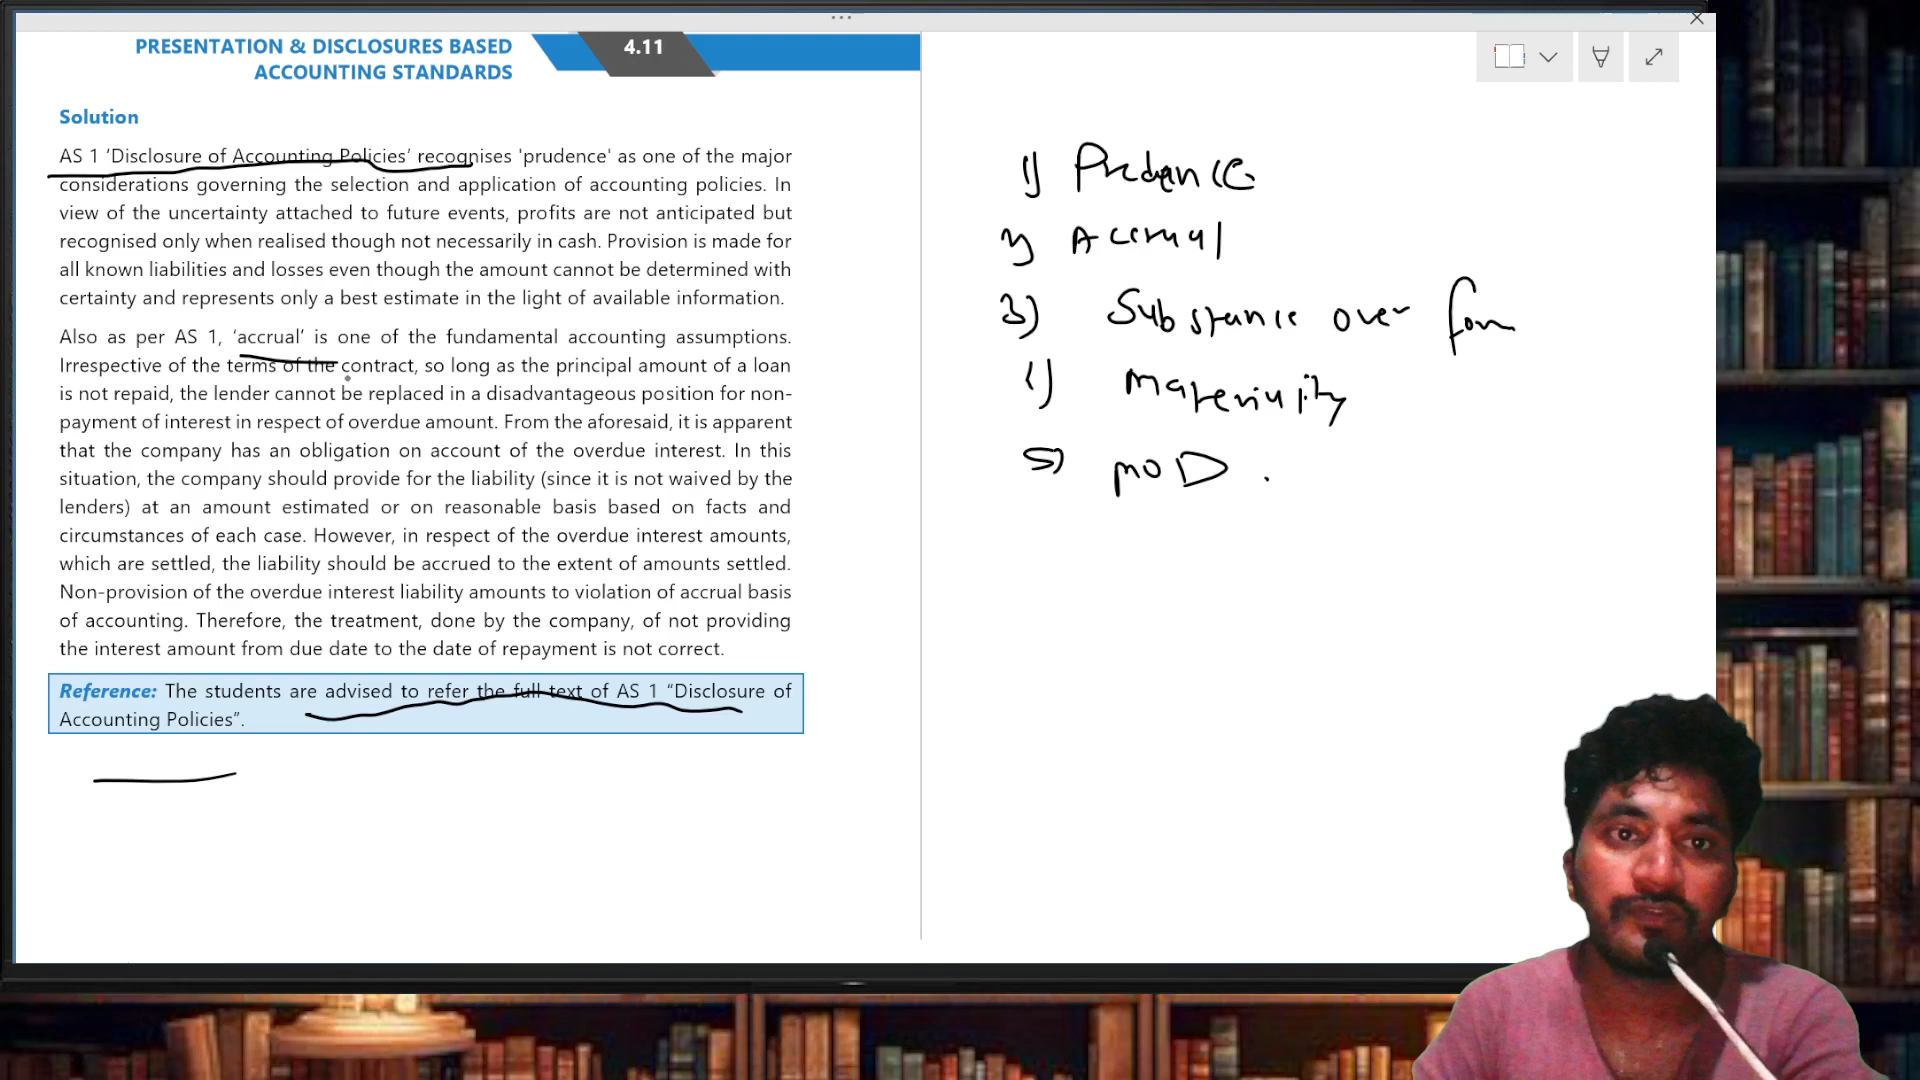 PRESENTATION & DISCLOSURES BASED
ACCOUNTING STANDARDS
4.11
Solution
AS 1 ‘Disclosure of Accounting Policies’ recognises 'prudence' as one of the major
considerations governing the selection and application of accounting policies. In
view of the uncertainty attached to future events, profits are not anticipated but
recognised only when realised though not necessarily in cash. Provision is made for
all known liabilities and losses even though the amount cannot be determined with
certainty and represents only a best estimate in the light of available information.
Also as per AS 1, ‘accrual’ is one of the fundamental accounting assumptions.
Irrespective of the terms of the contract, so long as the principal amount of a loan
is not repaid, the lender cannot be replaced in a disadvantageous position for non-
payment of interest in respect of overdue amount. From the aforesaid, it is apparent
that the company has an obligation on account of the overdue interest. In this
situation, the company should provide for the liability (since it is not waived by the
lenders) at an amount estimated or on reasonable basis based on facts and
circumstances of each case. However, in respect of the overdue interest amounts,
which are settled, the liability should be accrued to the extent of amounts settled.
Non-provision of the overdue interest liability amounts to violation of accrual basis
of accounting. Therefore, the treatment, done by the company, of not providing
the interest amount from due date to the date of repayment is not correct.
Reference: The students are advised to refer the full text of AS 1 “Disclosure of
Accounting Policies”.
1) Prudence
2) Accrual
3) Substance over form
4) Materiality
5) MOD .